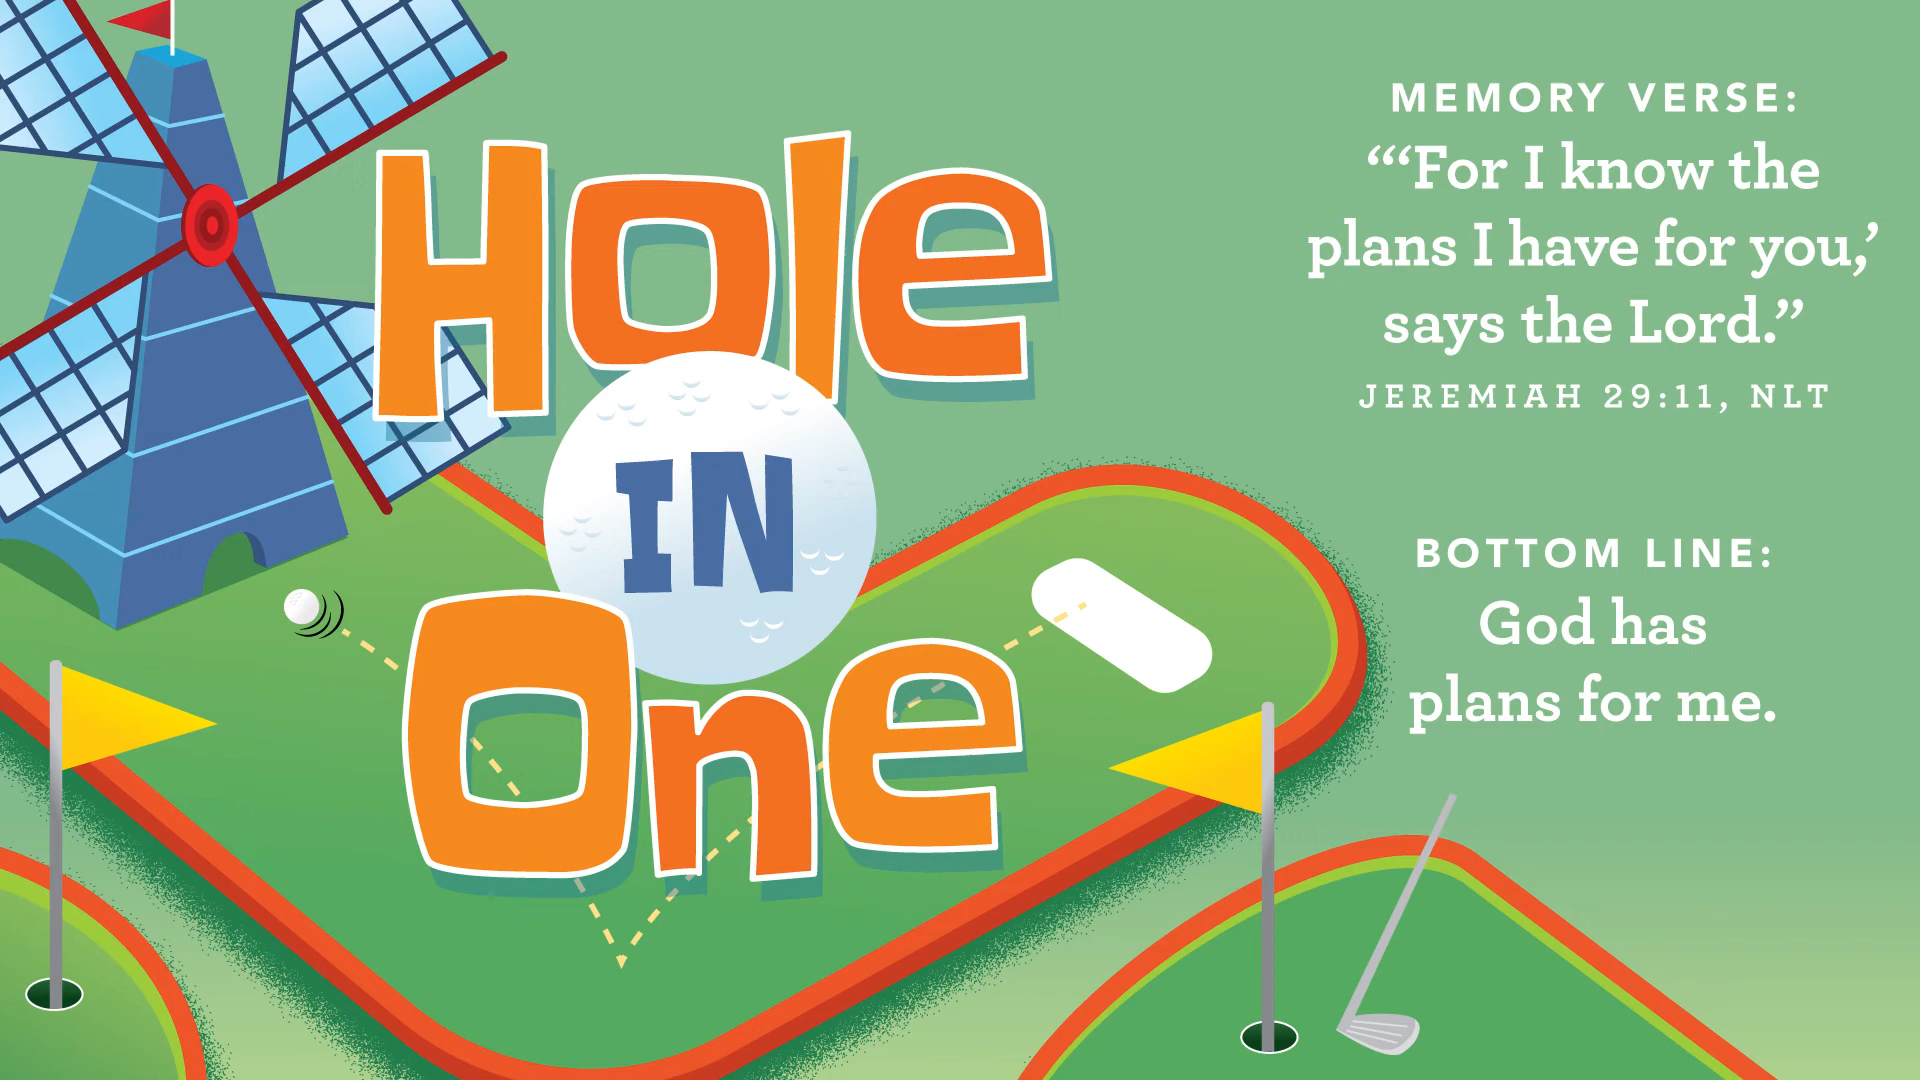 Hole
IN
One
MEMORY VERSE:
“‘For I know the
plans I have for you,’
says the Lord.”
JEREMIAH 29:11, NLT
BOTTOM LINE:
God has
plans for me.